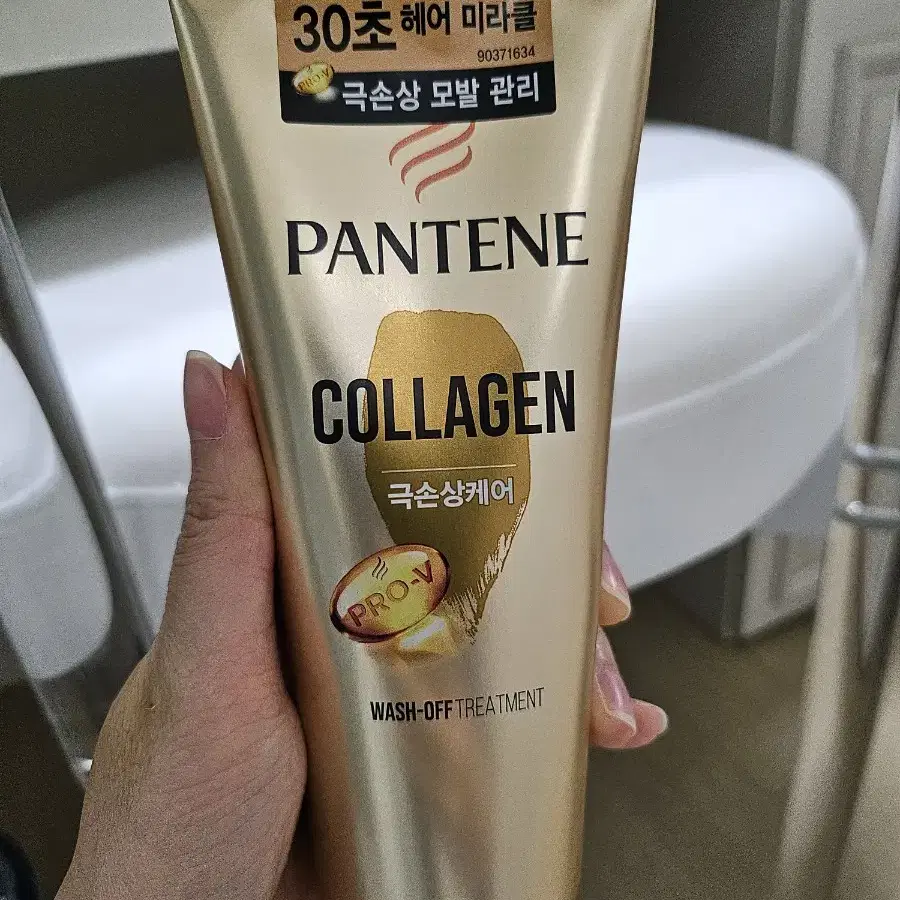 30초 헤어 미라클
90371634
PRO-V
극손상 모발 관리
PANTENE
COLLAGEN
극손상케어
PRO-V
WASH-OFF TREATMENT